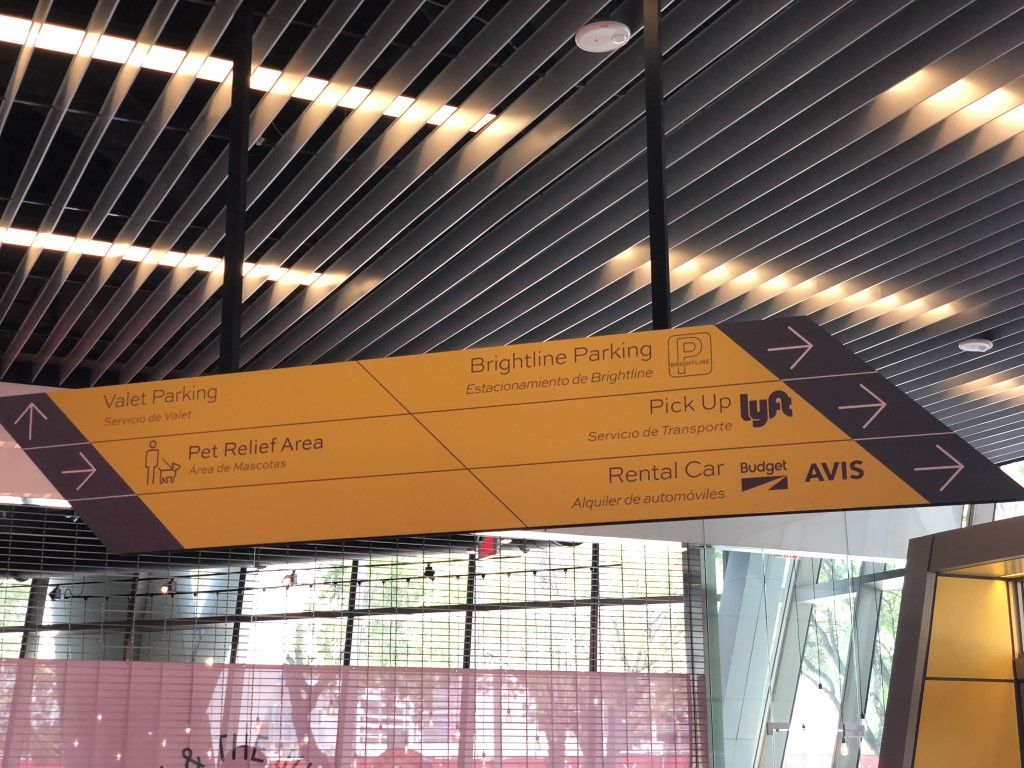 Valet Parking
Servicio de Valet
Pet Relief Area
Área de Mascotas
Brightline Parking
P
BRIGHTLINE
Estacionamiento de Brightline
Pick Up lyft
Servicio de Transporte
Rental Car Budget AVIS
Alquiler de automóviles
& THE